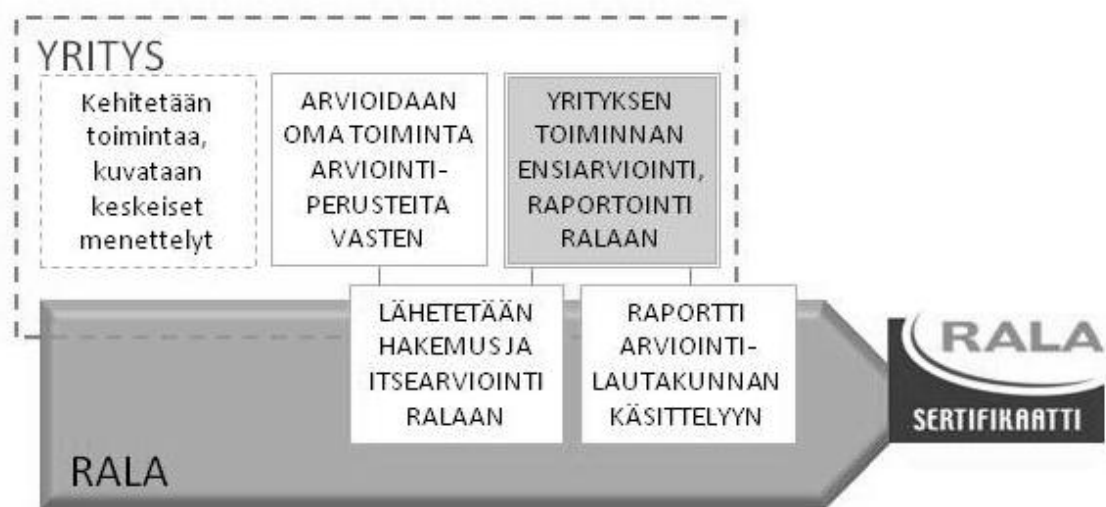 YRITYS
Kehitetään
toimintaa,
kuvataan
keskeiset
menettelyt
ARVIOIDAAN
OMA TOIMINTA
ARVIOINTI-
PERUSTEITA
VASTEN
YRITYKSEN
TOIMINNAN
ENSIARVIOINTI,
RAPORTOINTI
RALAAN
LÄHETETÄÄN
HAKEMUS JA
ITSEARVIOINTI
RALAAN
RAPORTTI
ARVIOINTI-
LAUTAKUNNAN
KÄSITTELYYN
RALA
RALA
SERTIFIKAATTI